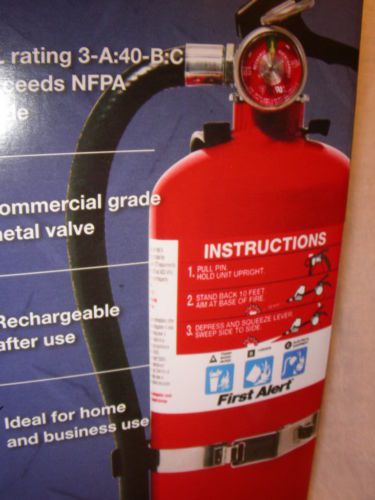 rating 3-A:40-B:C
NFPA
ommercial grade
etal valve
Rechargeable
after use
Ideal for home
and business use
INSTRUCTIONS
1. PULL PIN.
HOLD UNIT UPRIGHT.
2. STAND BACK 10 FEET
AIM AT BASE OF FIRE
3. DEPRESS AND SQUEEZE LEVER,
SWEEP SIDE TO SIDE.
First Alert